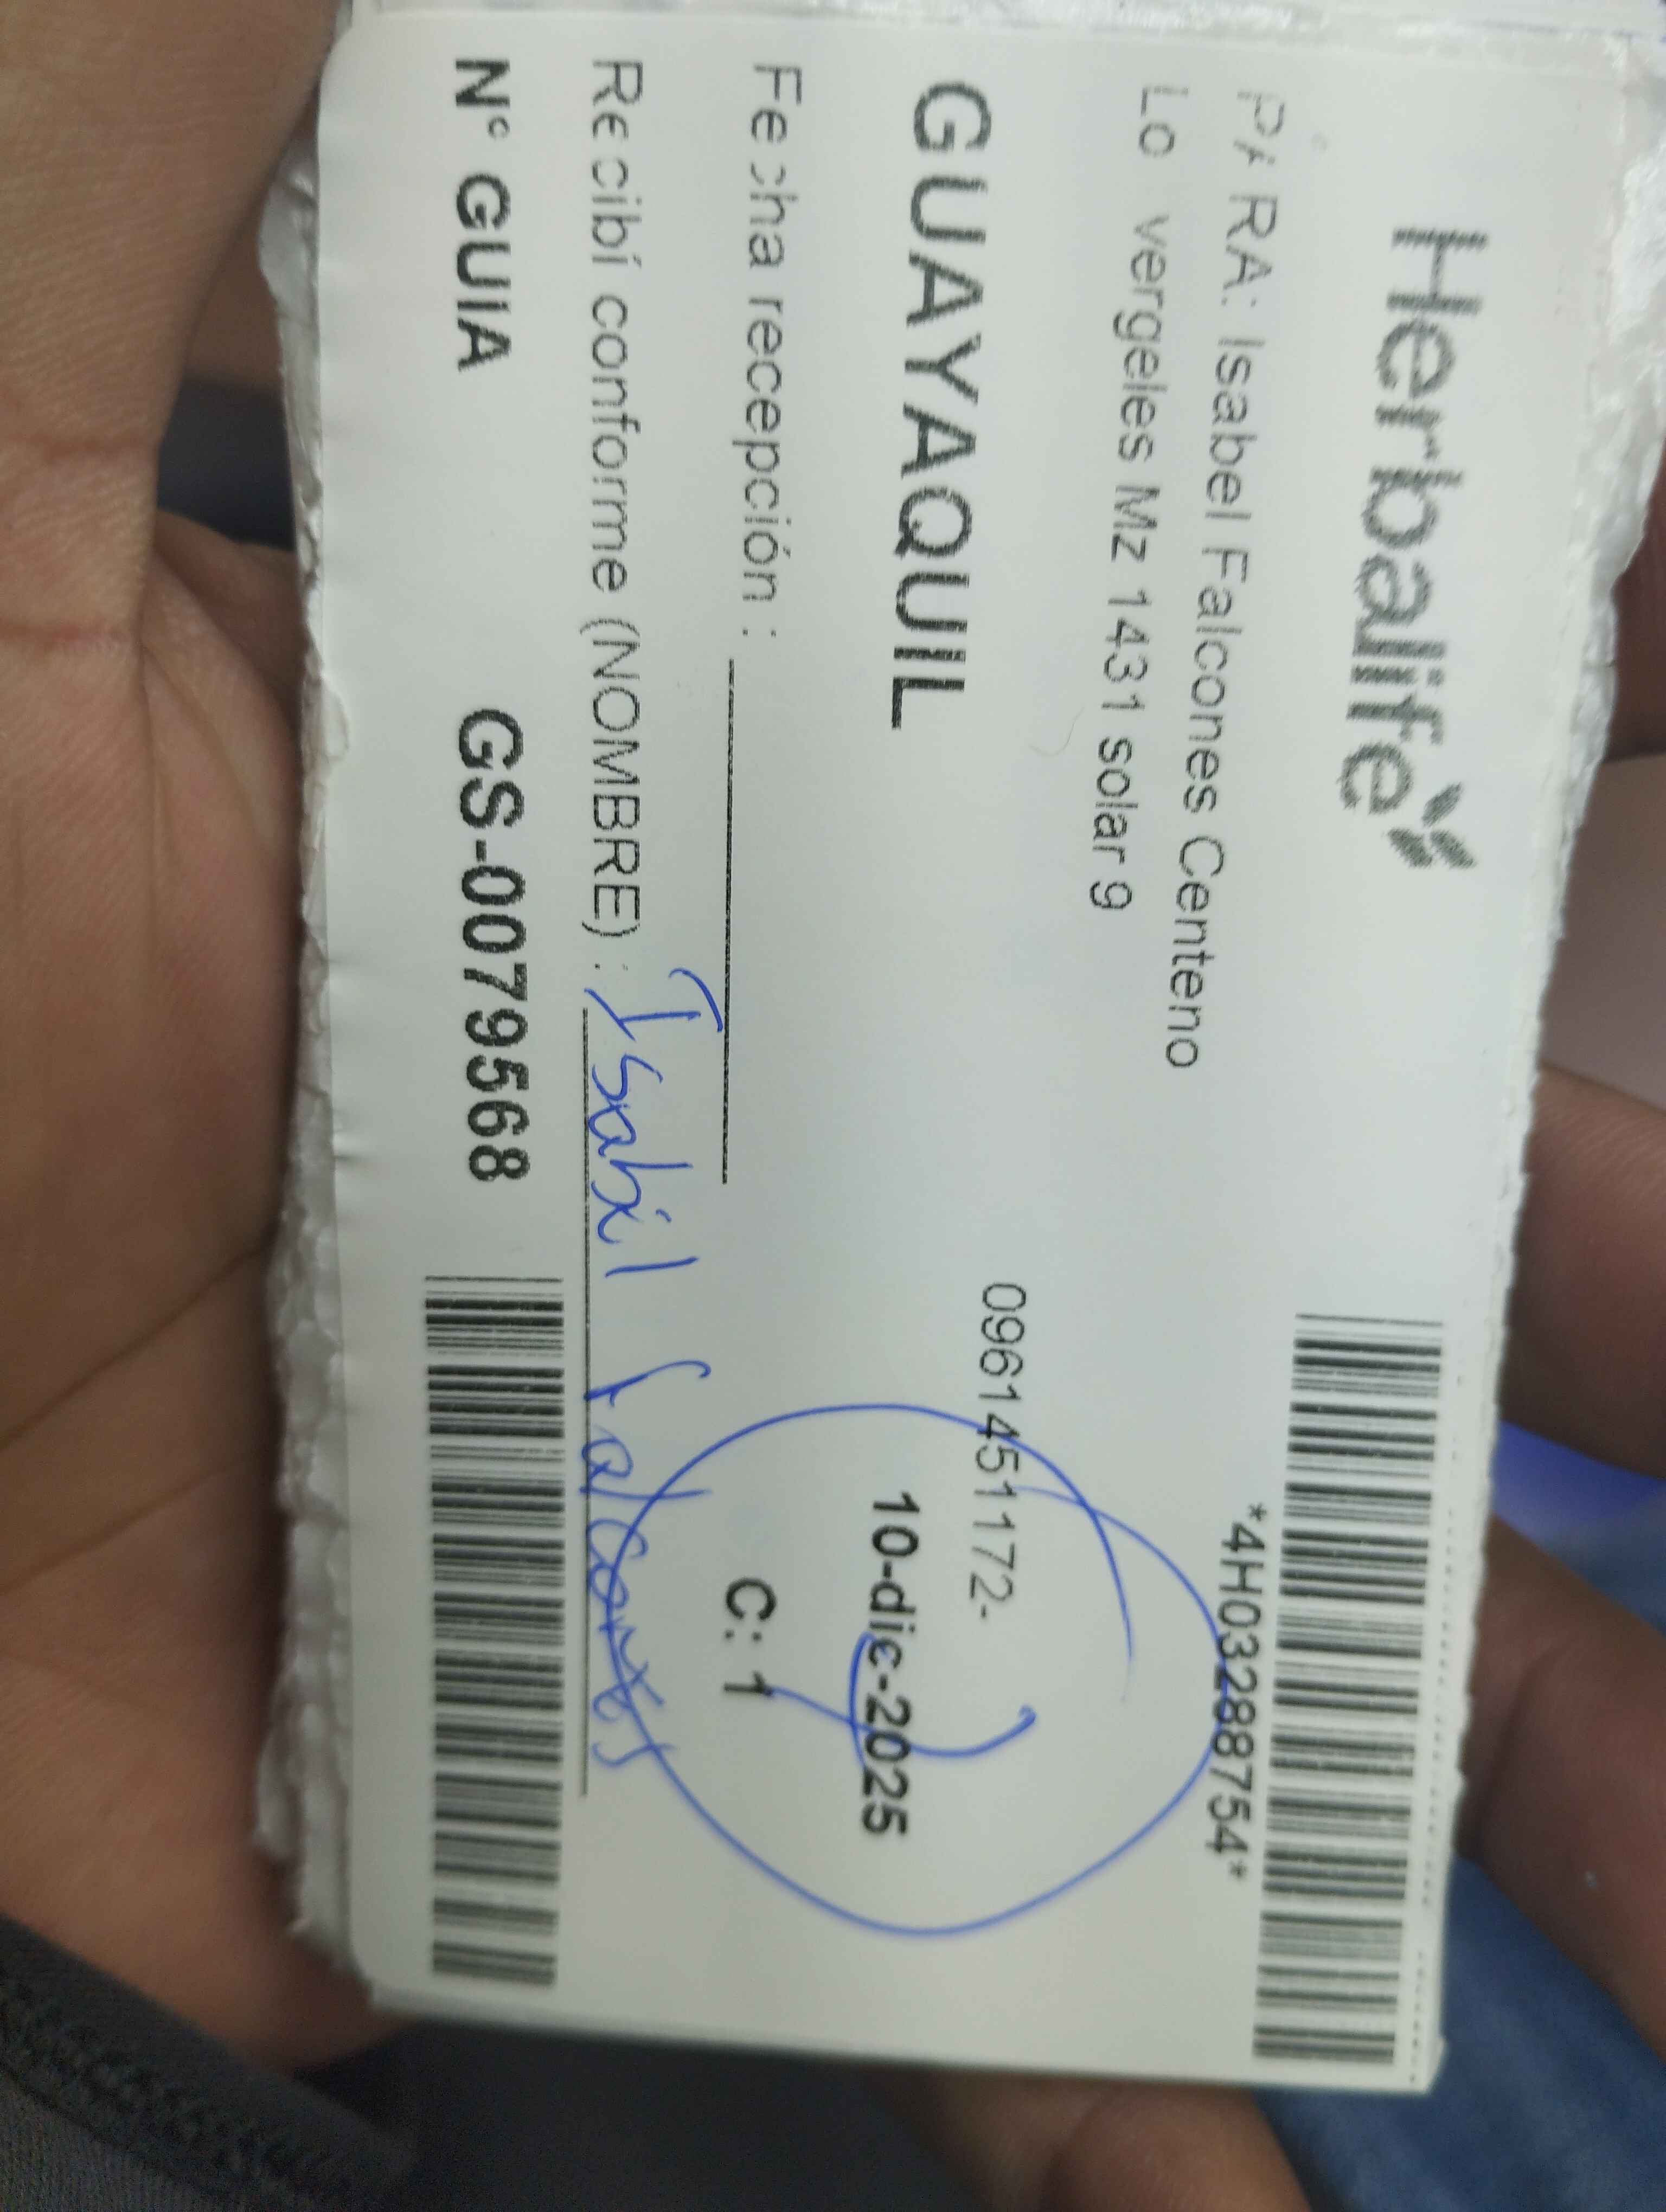 Herbalife
*4H03288754*
PARA: Isabel Falcones Centeno
Lo vergeles Mz 1431 solar 9
0961451172-
GUAYAQUIL
10-dic-2025
Fecha recepción :
C: 1
Recibí conforme (NOMBRE) : Isabel Falcones
N° GUIA GS-0079568